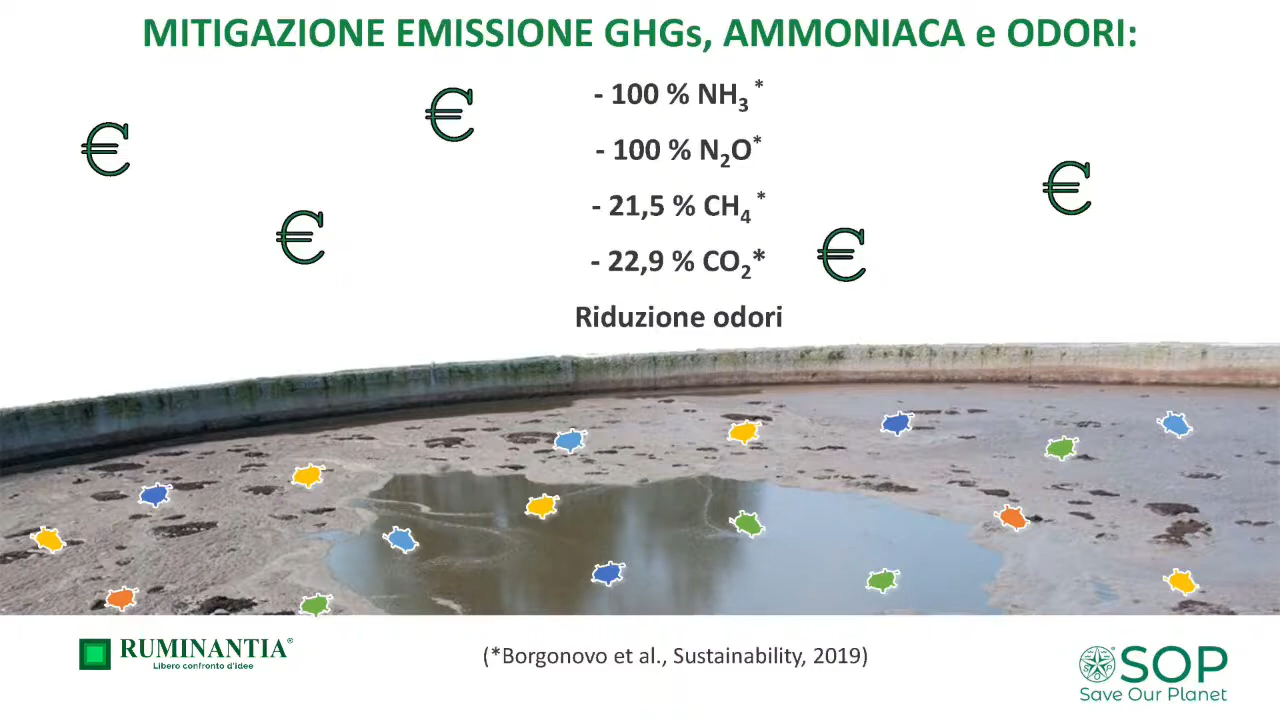 MITIGAZIONE EMISSIONE GHGs, AMMONIACA e ODORI:
- 100 % NH₃ *
- 100 % N₂O*
- 21,5 % CH₄ *
- 22,9 % CO₂*
€ € € € €
Riduzione odori
RUMINANTIA®
Libero confronto d'idee
(*Borgonovo et al., Sustainability, 2019)
SOP
Save Our Planet